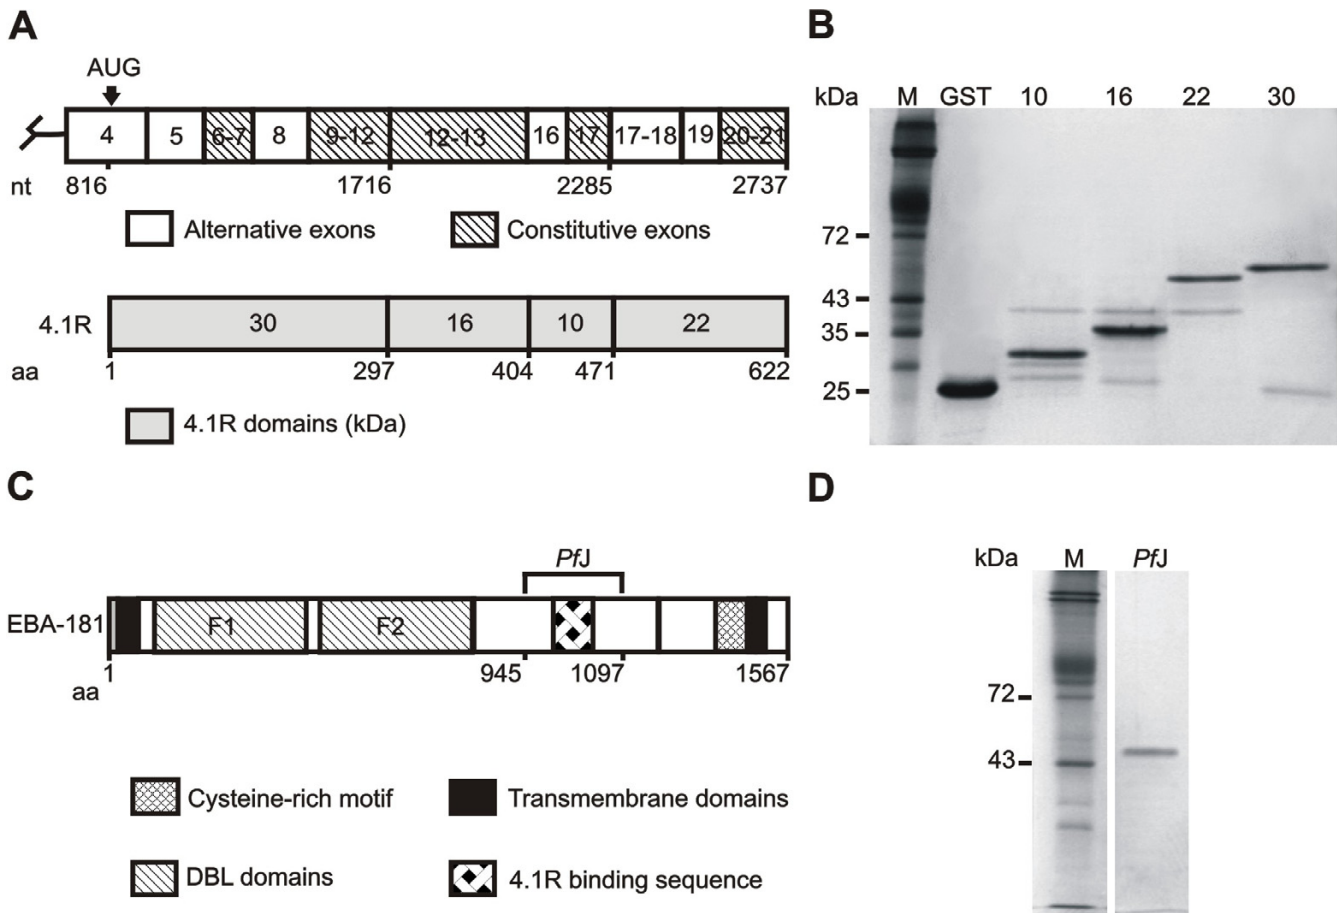 A
AUG
4 5 6-7 8 9-12 12-13 16 17 17-18 19 20-21
nt 816 1716 2285 2737
Alternative exons Constitutive exons
4.1R 30 16 10 22
aa 1 297 404 471 622
4.1R domains (kDa)
B
kDa M GST 10 16 22 30
72
43
35
25
C
PfJ
EBA-181 F1 F2
1 945 1097 1567
aa
Cysteine-rich motif Transmembrane domains
DBL domains 4.1R binding sequence
D
kDa M PfJ
72
43